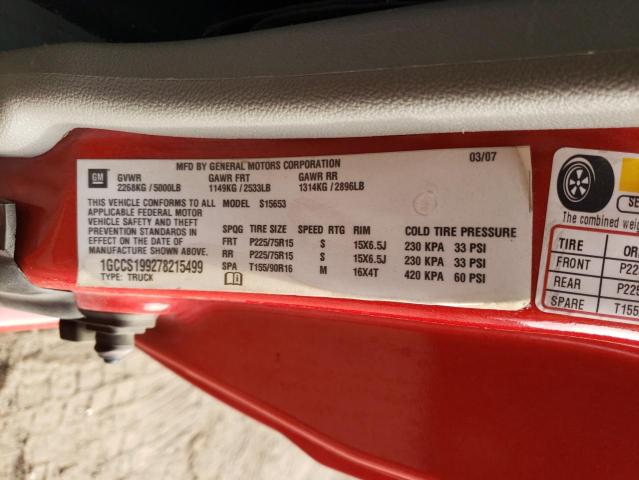 MFD BY GENERAL MOTORS CORPORATION 03/07
GM
GVWR GAWR FRT GAWR RR
2268KG / 5000LB 1149KG / 2533LB 1314KG / 2896LB
THIS VEHICLE CONFORMS TO ALL MODEL S15653
APPLICABLE FEDERAL MOTOR
VEHICLE SAFETY AND THEFT
PREVENTION STANDARDS IN
EFFECT ON THE DATE OF
MANUFACTURE SHOWN ABOVE.
1GCCS199278215499
TYPE: TRUCK
SPQG TIRE SIZE SPEED RTG RIM COLD TIRE PRESSURE
FRT P225/75R15 S 15X6.5J 230 KPA 33 PSI
RR P225/75R15 S 15X6.5J 230 KPA 33 PSI
SPA T155/90R16 M 16X4T 420 KPA 60 PSI
The combined
TIRE
FRONT
REAR
SPARE